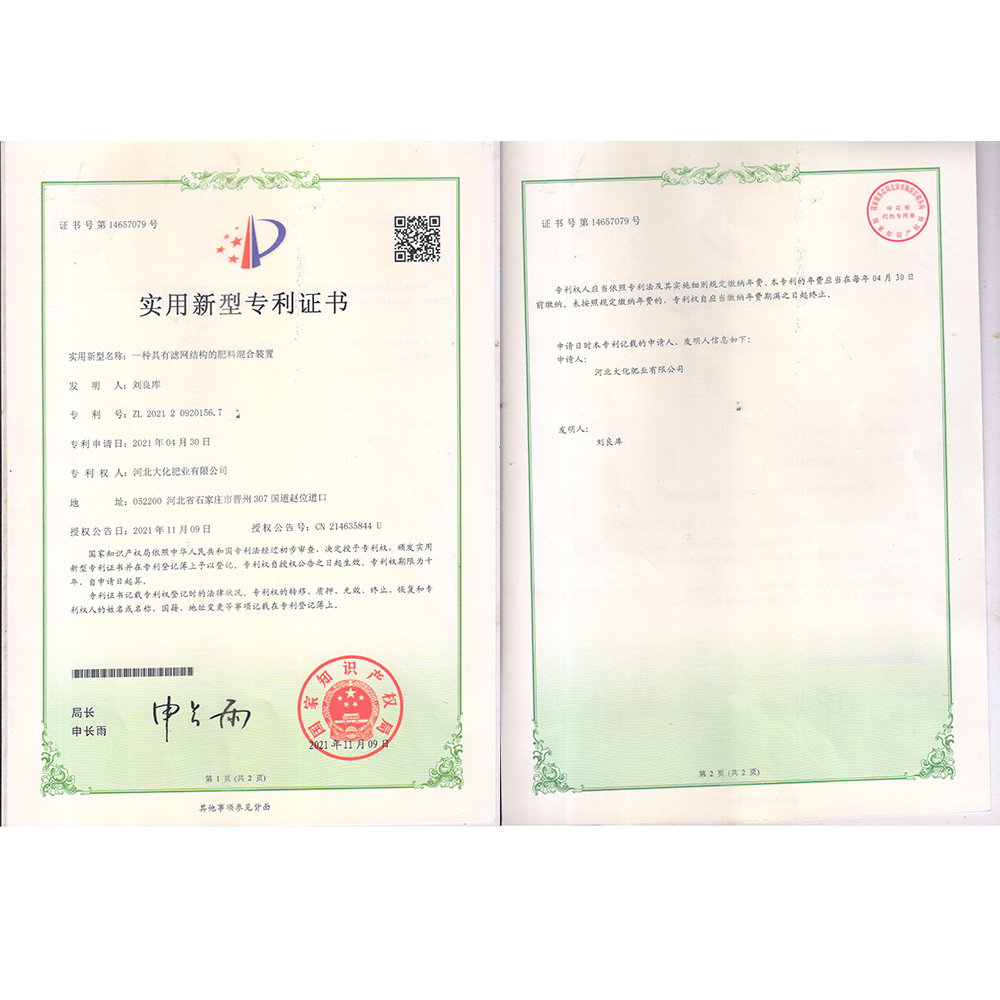 证书号第14657079号
实用新型专利证书
实用新型名称：一种具有滤网结构的肥料混合装置
发 明 人：刘良库
专 利 号：ZL 2021 2 0920156.7
专利申请日：2021年04月30日
专 利 权 人：河北大化肥业有限公司
地 址：052200 河北省石家庄市晋州307国道赵位道口
授权公告日：2021年11月09日 授权公告号：CN 214635844 U
国家知识产权局依照中华人民共和国专利法经过初步审查，决定授予专利权，颁发实用
新型专利证书并在专利登记簿上予以登记。专利权自授权公告之日起生效。专利权期限为十
年，自申请日起算。
专利证书记载专利权登记时的法律状况。专利权的转移、质押、无效、终止、恢复和专
利权人的姓名或名称、国籍、地址变更等事项记载在专利登记簿上。
局长
申长雨
申长雨
国家知识产权局
2021年11月09日
第 1 页 (共 2 页)
其他事项参见背面
证书号第14657079号
印花税
代扣专用章
国家知识产权局
专利权人应当依照专利法及其实施细则规定缴纳年费。本专利的年费应当在每年04月30日
前缴纳。未按照规定缴纳年费的，专利权自应当缴纳年费期满之日起终止。
申请日时本专利记载的申请人、发明人信息如下：
申请人：
河北大化肥业有限公司
发明人：
刘良库
第 2 页 (共 2 页)